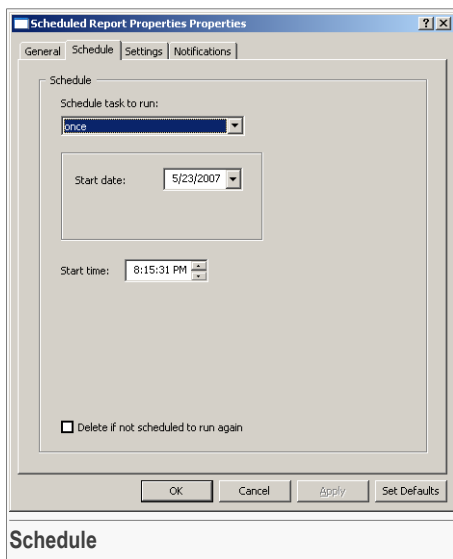 Scheduled Report Properties Properties
General Schedule Settings Notifications
Schedule
Schedule task to run:
once
Start date: 5/23/2007
Start time: 8:15:31 PM
Delete if not scheduled to run again
OK Cancel Apply Set Defaults
Schedule